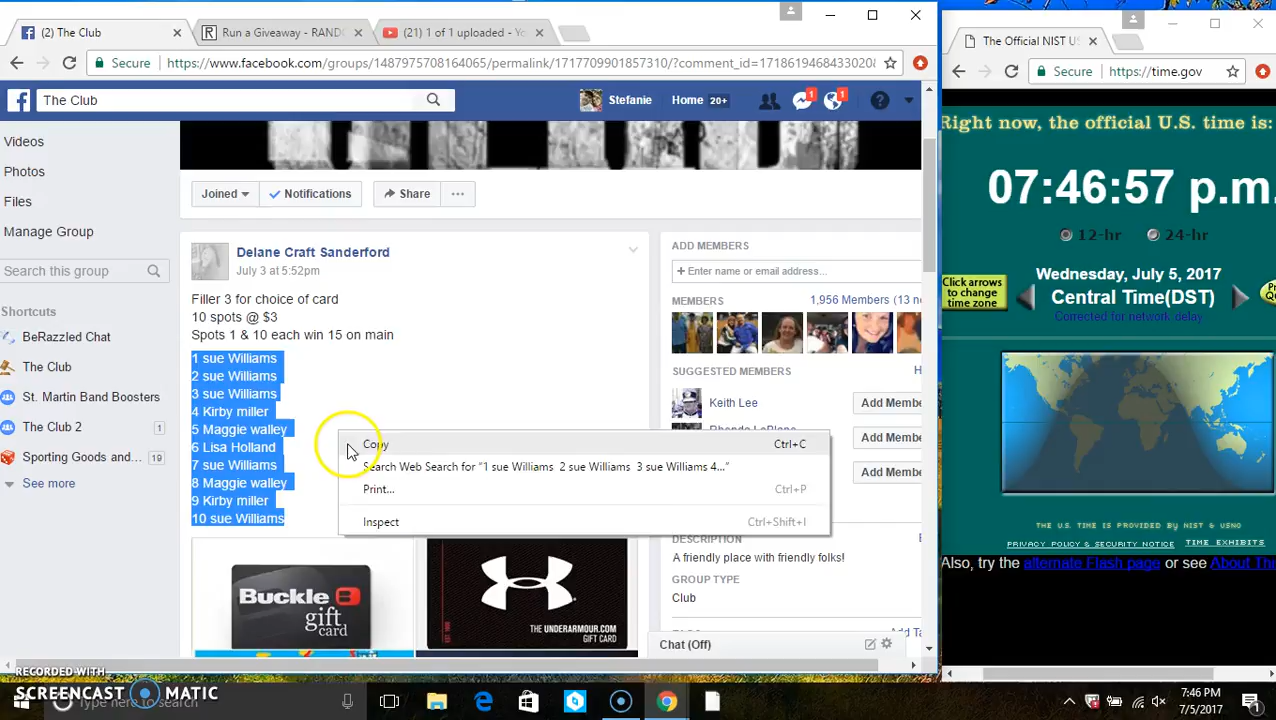 (2) The Club
Run a Giveaway - RAND
(21) 1 of 1 uploaded - Yo
The Official NIST US
Secure https://www.facebook.com/groups/1487975708164065/permalink/1717709901857310/?comment_id=1718619468433020&
Secure https://time.gov
The Club
Stefanie
Home 20+
1
1
Right now, the official U.S. time is:
07:46:57 p.m.
12-hr 24-hr
Click arrows
to change
time zone
Wednesday, July 5, 2017
Central Time(DST)
Corrected for network delay
THE U.S. TIME IS PROVIDED BY NIST & USNO
PRIVACY POLICY & SECURITY NOTICE TIME EXHIBITS
Also, try the alternate Flash page or see About Thi
Videos
Photos
Files
Manage Group
Search this group
Shortcuts
BeRazzled Chat
The Club
St. Martin Band Boosters
The Club 2 1
Sporting Goods and... 19
See more
Joined
Notifications
Share
Delane Craft Sanderford
July 3 at 5:52pm
Filler 3 for choice of card
10 spots @ $3
Spots 1 & 10 each win 15 on main
1 sue Williams
2 sue Williams
3 sue Williams
4 Kirby miller
5 Maggie walley
6 Lisa Holland
7 sue Williams
8 Maggie walley
9 Kirby miller
10 sue Williams
Copy Ctrl+C
Search Web Search for “1 sue Williams 2 sue Williams 3 sue Williams 4...”
Print... Ctrl+P
Inspect Ctrl+Shift+I
Buckle B
gift
card
THE UNDERARMOUR.COM
GIFT CARD
ADD MEMBERS
+ Enter name or email address...
MEMBERS 1,956 Members (13 n
SUGGESTED MEMBERS
Keith Lee
Add Membe
Add Membe
Add Membe
DESCRIPTION
A friendly place with friendly folks!
GROUP TYPE
Club
Chat (Off)
RECORDED WITH
SCREENCAST MATIC
7:46 PM
7/5/2017
1